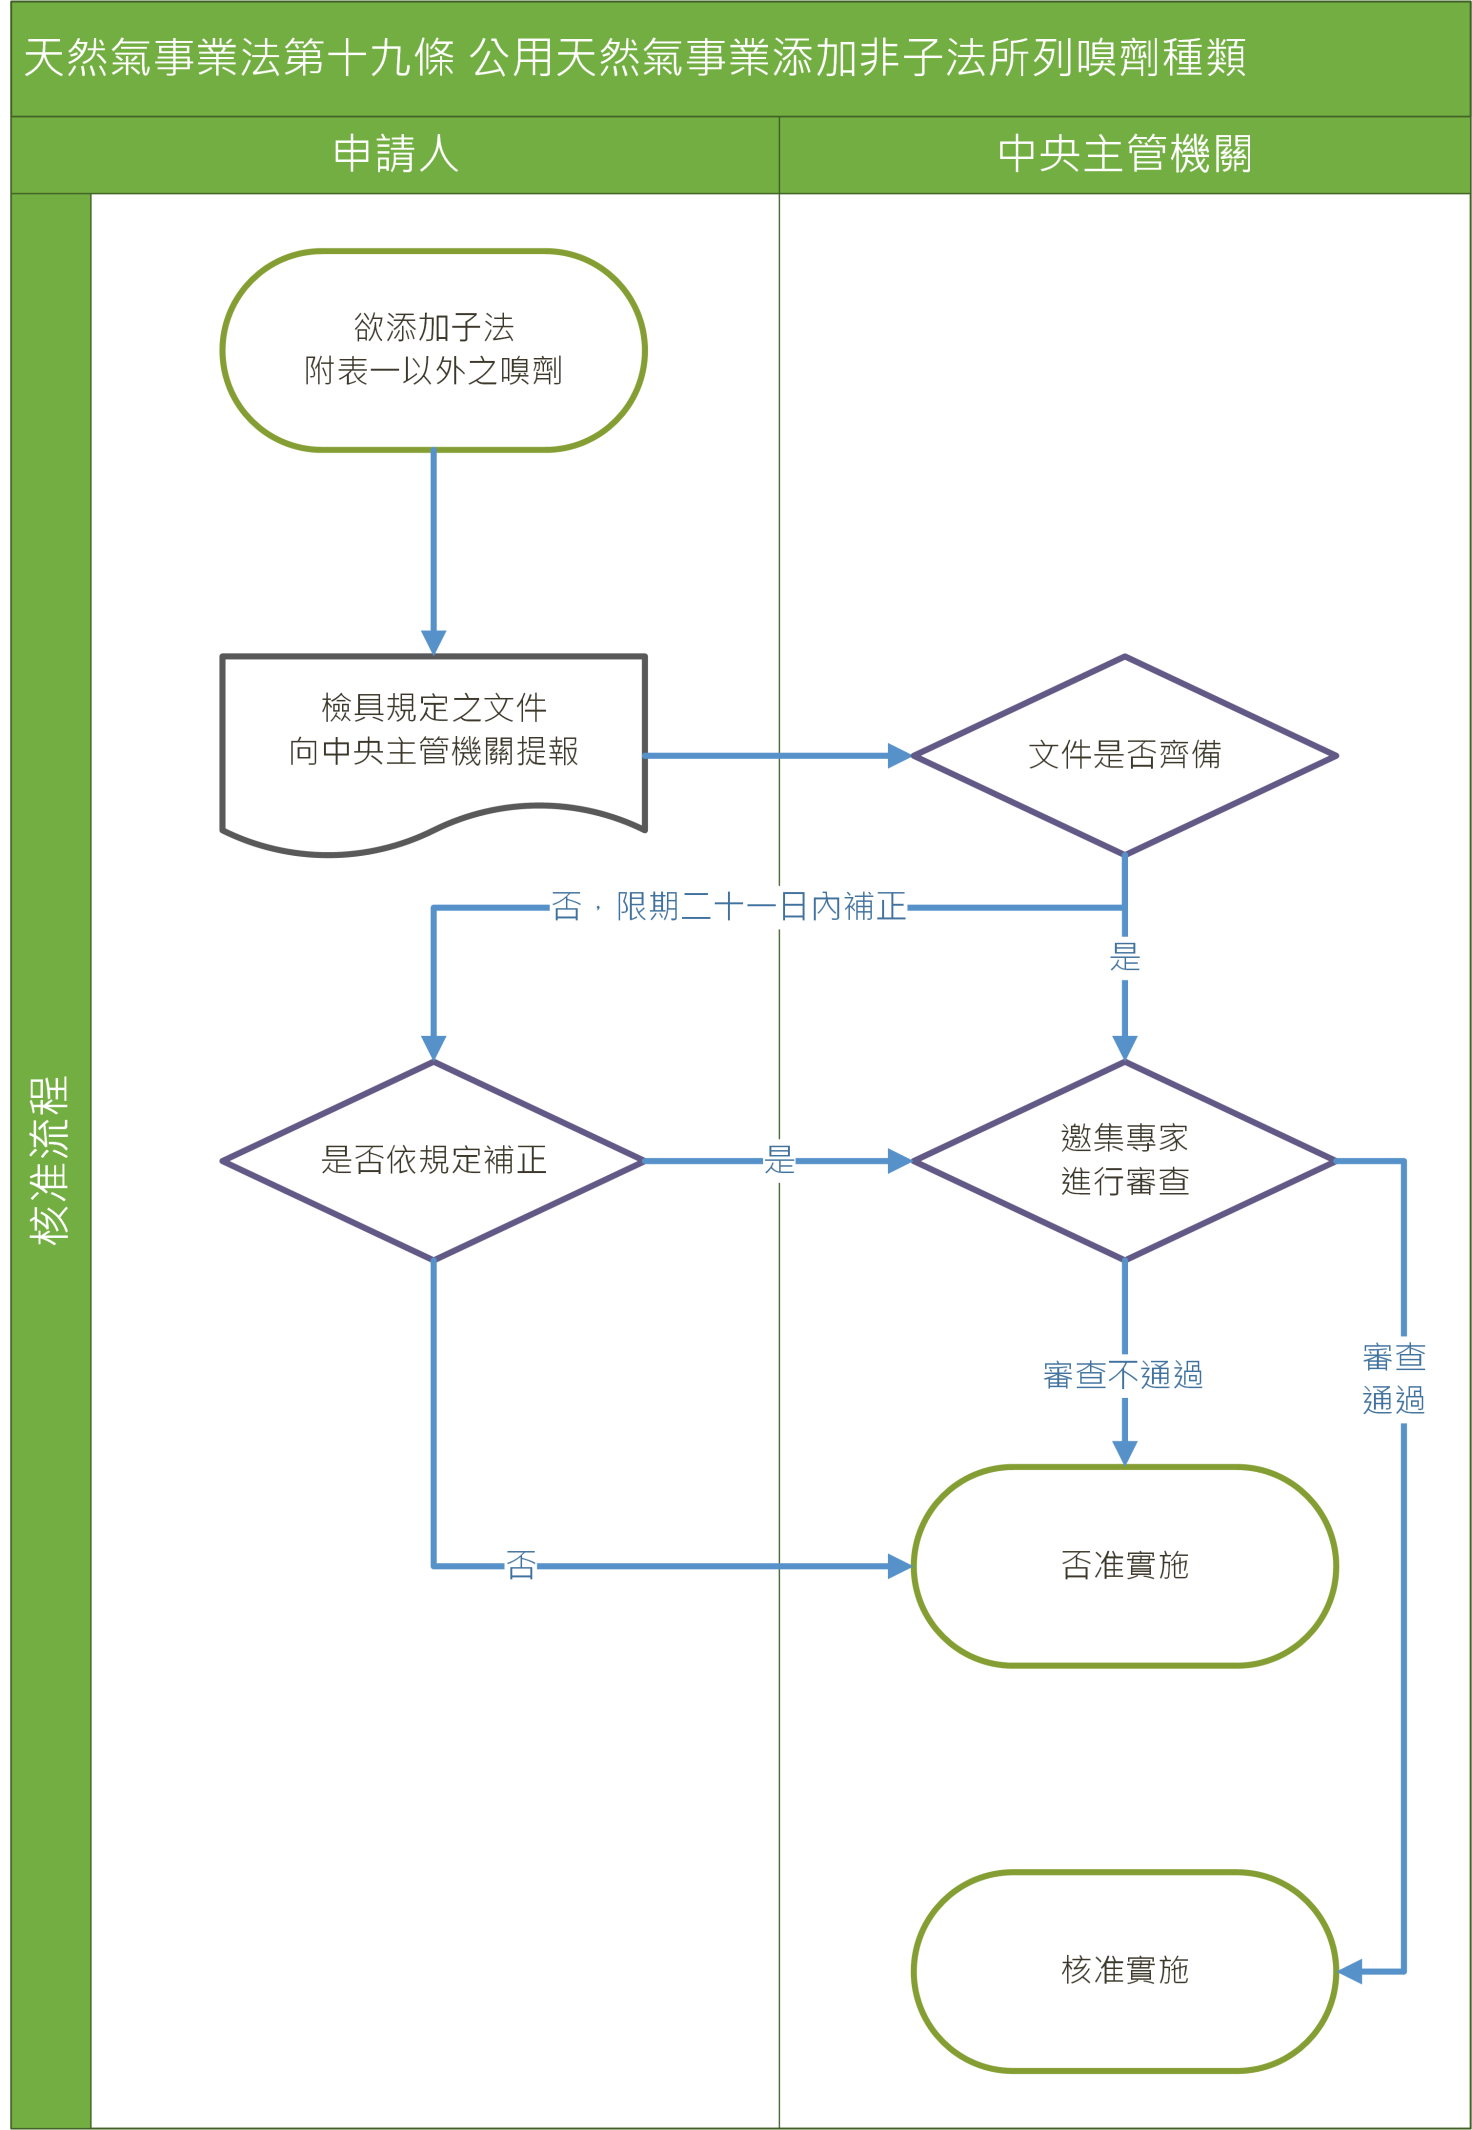 天然氣事業法第十九條 公用天然氣事業添加非子法所列嗅劑種類
申請人
中央主管機關
核准流程
欲添加子法
附表一以外之嗅劑
檢具規定之文件
向中央主管機關提報
文件是否齊備
否，限期二十一日內補正
是
是否依規定補正
是
邀集專家
進行審查
審查不通過
審查
通過
否
否准實施
核准實施